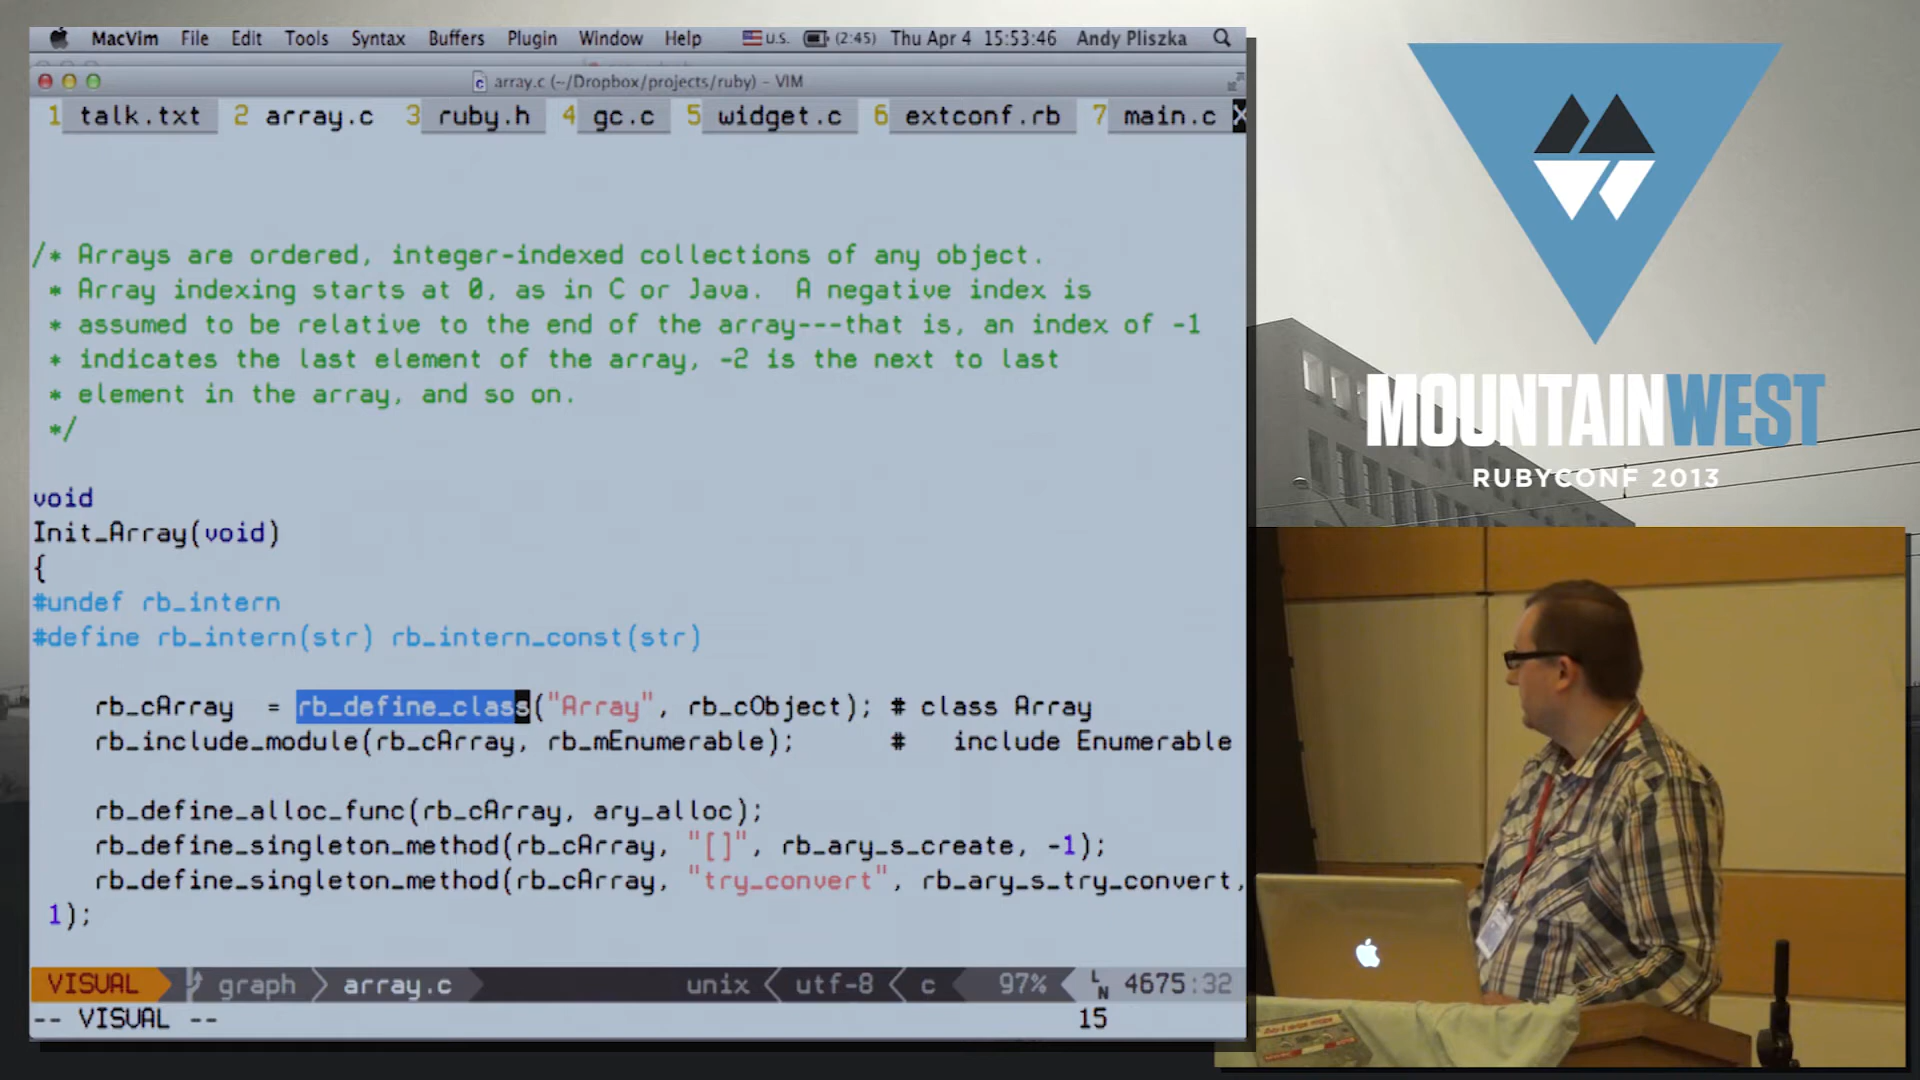 MacVim File Edit Tools Syntax Buffers Plugin Window Help U.S. (2:45) Thu Apr 4 15:53:46 Andy Pliszka
array.c (~/Dropbox/projects/ruby) - VIM
1 talk.txt 2 array.c 3 ruby.h 4 gc.c 5 widget.c 6 extconf.rb 7 main.c X
/* Arrays are ordered, integer-indexed collections of any object.
* Array indexing starts at 0, as in C or Java. A negative index is
* assumed to be relative to the end of the array---that is, an index of -1
* indicates the last element of the array, -2 is the next to last
* element in the array, and so on.
*/
void
Init_Array(void)
{
#undef rb_intern
#define rb_intern(str) rb_intern_const(str)
rb_cArray = rb_define_class("Array", rb_cObject); # class Array
rb_include_module(rb_cArray, rb_mEnumerable); # include Enumerable
rb_define_alloc_func(rb_cArray, ary_alloc);
rb_define_singleton_method(rb_cArray, "[]", rb_ary_s_create, -1);
rb_define_singleton_method(rb_cArray, "try_convert", rb_ary_s_try_convert,
1);
VISUAL graph array.c unix utf-8 c 97% LN 4675:32
-- VISUAL -- 15
MOUNTAINWEST
RUBYCONF 2013